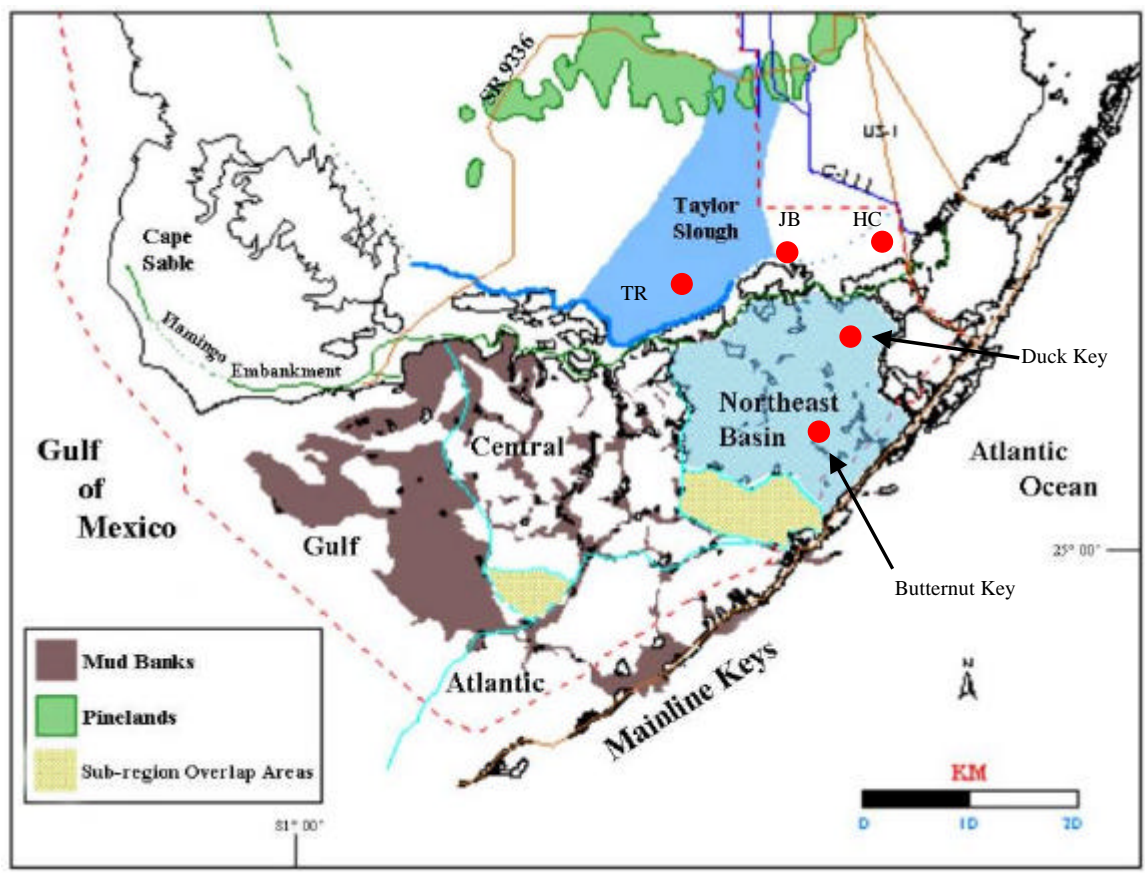 SR 9336
US-1
C-111
Taylor
Slough
JB
HC
TR
Cape
Sable
Flamingo
Embankment
Duck Key
Northeast
Basin
Central
Gulf
of
Mexico
Atlantic
Ocean
Gulf
25° 00'
Butternut Key
Mud Banks
Pinelands
Sub-region Overlap Areas
Atlantic
Mainline Keys
N
KM
0
10
20
81° 00'